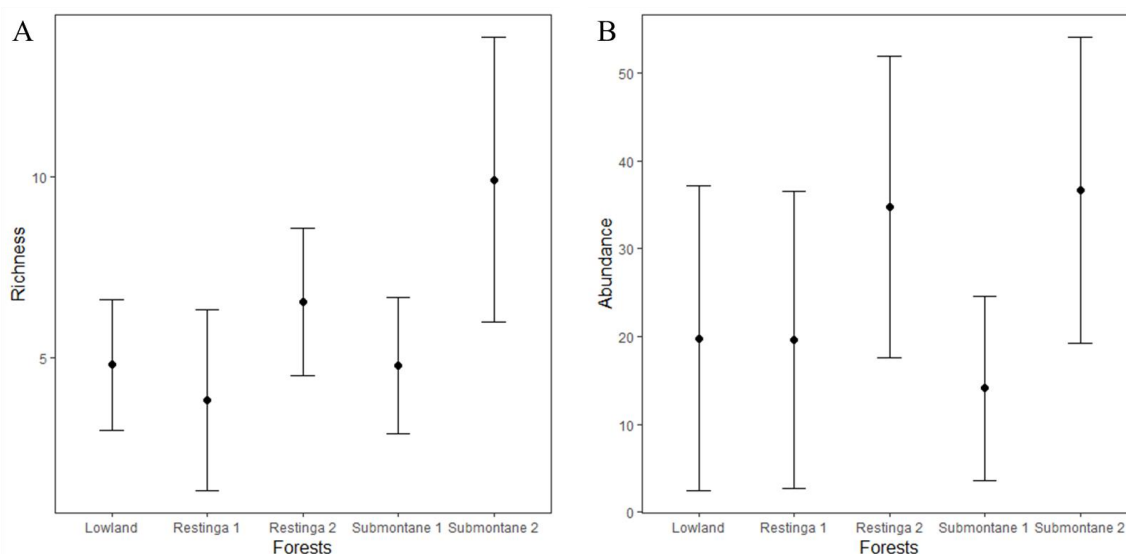 A
Richness
10
5
Lowland Restinga 1 Restinga 2 Submontane 1 Submontane 2
Forests
B
Abundance
50
40
30
20
10
0
Lowland Restinga 1 Restinga 2 Submontane 1 Submontane 2
Forests